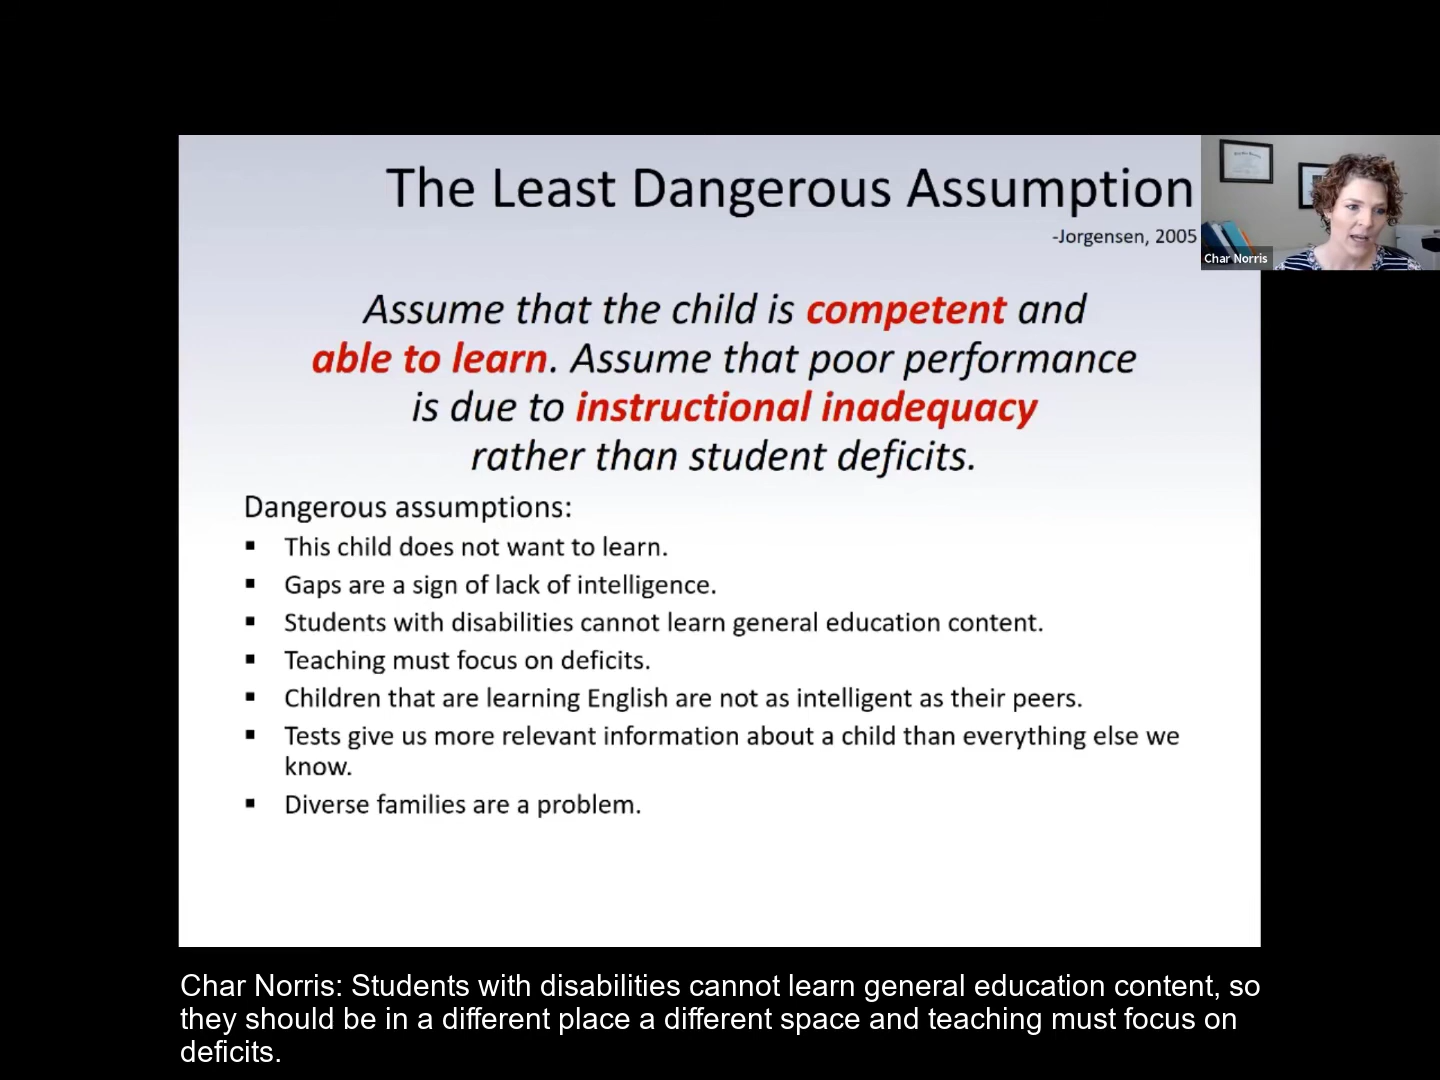 The Least Dangerous Assumption
-Jorgensen, 2005
Char Norris
Assume that the child is competent and
able to learn. Assume that poor performance
is due to instructional inadequacy
rather than student deficits.
Dangerous assumptions:
▪ This child does not want to learn.
▪ Gaps are a sign of lack of intelligence.
▪ Students with disabilities cannot learn general education content.
▪ Teaching must focus on deficits.
▪ Children that are learning English are not as intelligent as their peers.
▪ Tests give us more relevant information about a child than everything else we
know.
▪ Diverse families are a problem.
Char Norris: Students with disabilities cannot learn general education content, so
they should be in a different place a different space and teaching must focus on
deficits.